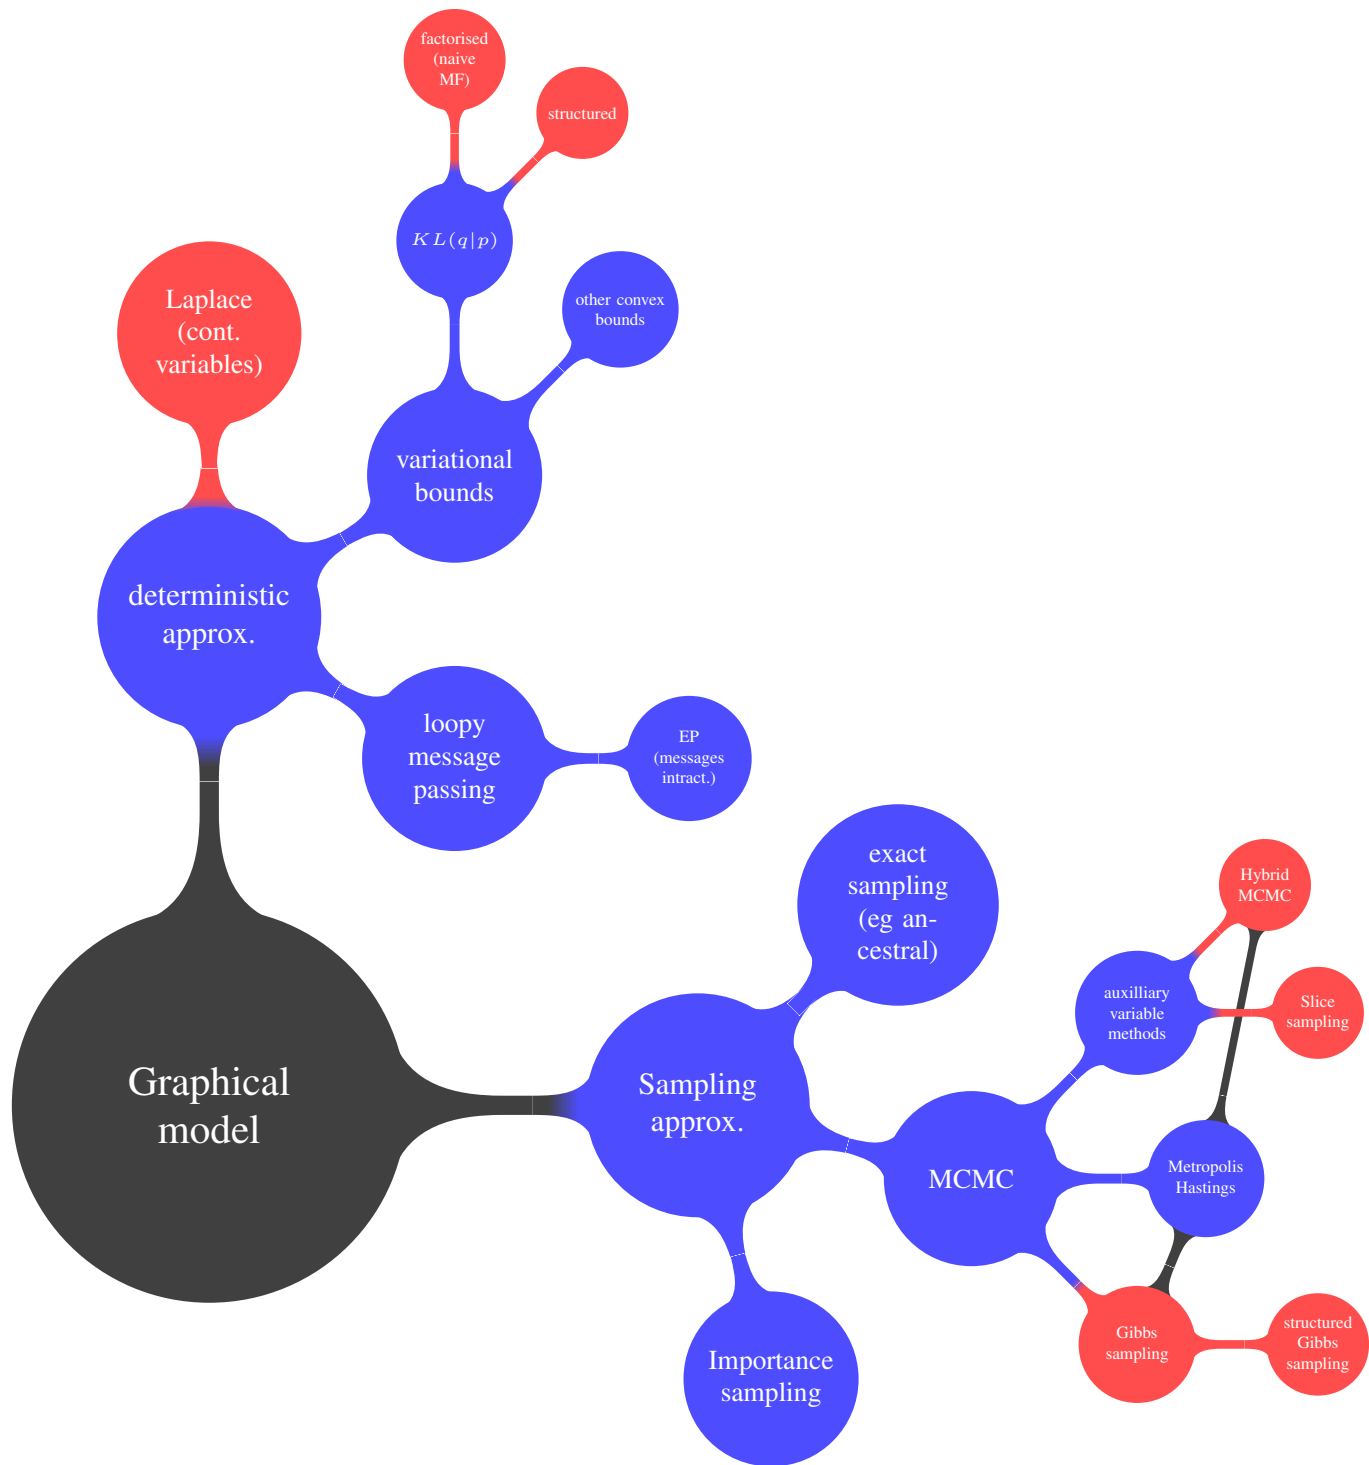 factorised
(naive
MF)
structured
KL(q|p)
other convex
bounds
Laplace
(cont.
variables)
variational
bounds
deterministic
approx.
loopy
message
passing
EP
(messages
intract.)
exact
sampling
(eg an-
cestral)
Hybrid
MCMC
auxilliary
variable
methods
Slice
sampling
Graphical
model
Sampling
approx.
MCMC
Metropolis
Hastings
Gibbs
sampling
structured
Gibbs
sampling
Importance
sampling